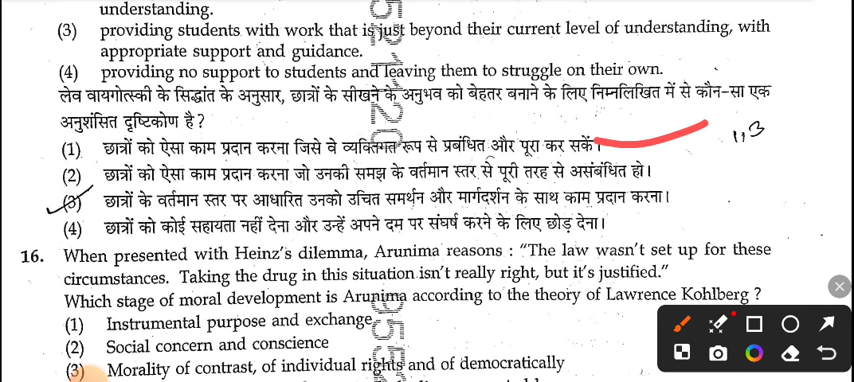 understanding.
(3) providing students with work that is just beyond their current level of understanding, with
appropriate support and guidance.
(4) providing no support to students and leaving them to struggle on their own.
लेव वायगोत्स्की के सिद्धांत के अनुसार, छात्रों के सीखने के अनुभव को बेहतर बनाने के लिए निम्नलिखित में से कौन-सा एक
अनुशंसित दृष्टिकोण है ?
(1) छात्रों को ऐसा काम प्रदान करना जिसे वे व्यक्तिगत रूप से प्रबंधित और पूरा कर सकें।
1,3
(2) छात्रों को ऐसा काम प्रदान करना जो उनकी समझ के वर्तमान स्तर से पूरी तरह से असंबंधित हो।
(3) छात्रों के वर्तमान स्तर पर आधारित उनको उचित समर्थन और मार्गदर्शन के साथ काम प्रदान करना।
(4) छात्रों को कोई सहायता नहीं देना और उन्हें अपने दम पर संघर्ष करने के लिए छोड़ देना।
16. When presented with Heinz's dilemma, Arunima reasons : "The law wasn't set up for these
circumstances. Taking the drug in this situation isn't really right, but it's justified."
Which stage of moral development is Arunima according to the theory of Lawrence Kohlberg ?
(1) Instrumental purpose and exchange
(2) Social concern and conscience
(3) Morality of contrast, of individual rights and of democratically